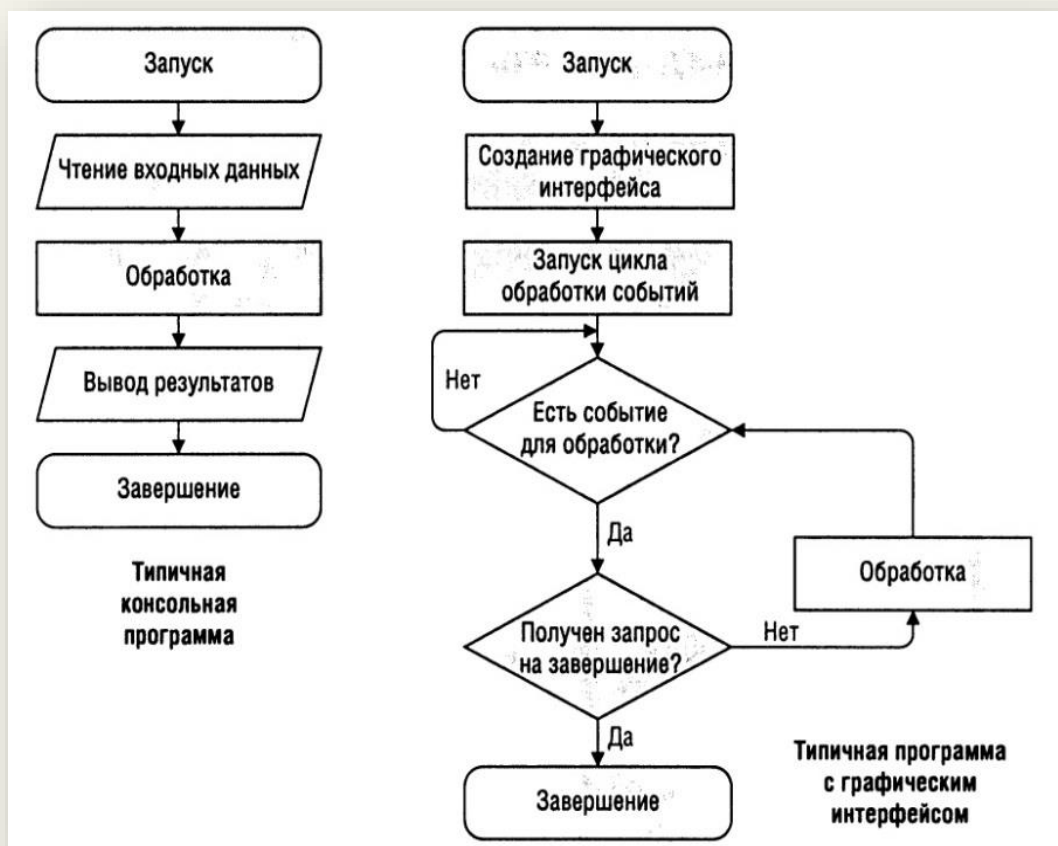 Запуск
Чтение входных данных
Обработка
Вывод результатов
Завершение
Типичная
консольная
программа
Запуск
Создание графического
интерфейса
Запуск цикла
обработки событий
Нет
Есть событие
для обработки?
Да
Обработка
Получен запрос
на завершение?
Нет
Да
Завершение
Типичная программа
с графическим
интерфейсом